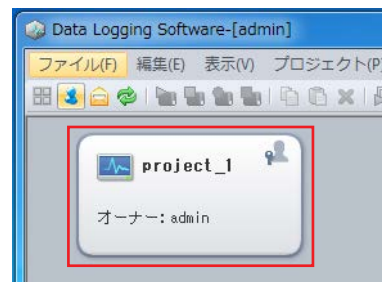 Data Logging Software-[admin]
ファイル(F) 編集(E) 表示(V) プロジェクト(P
project_1
オーナー: admin